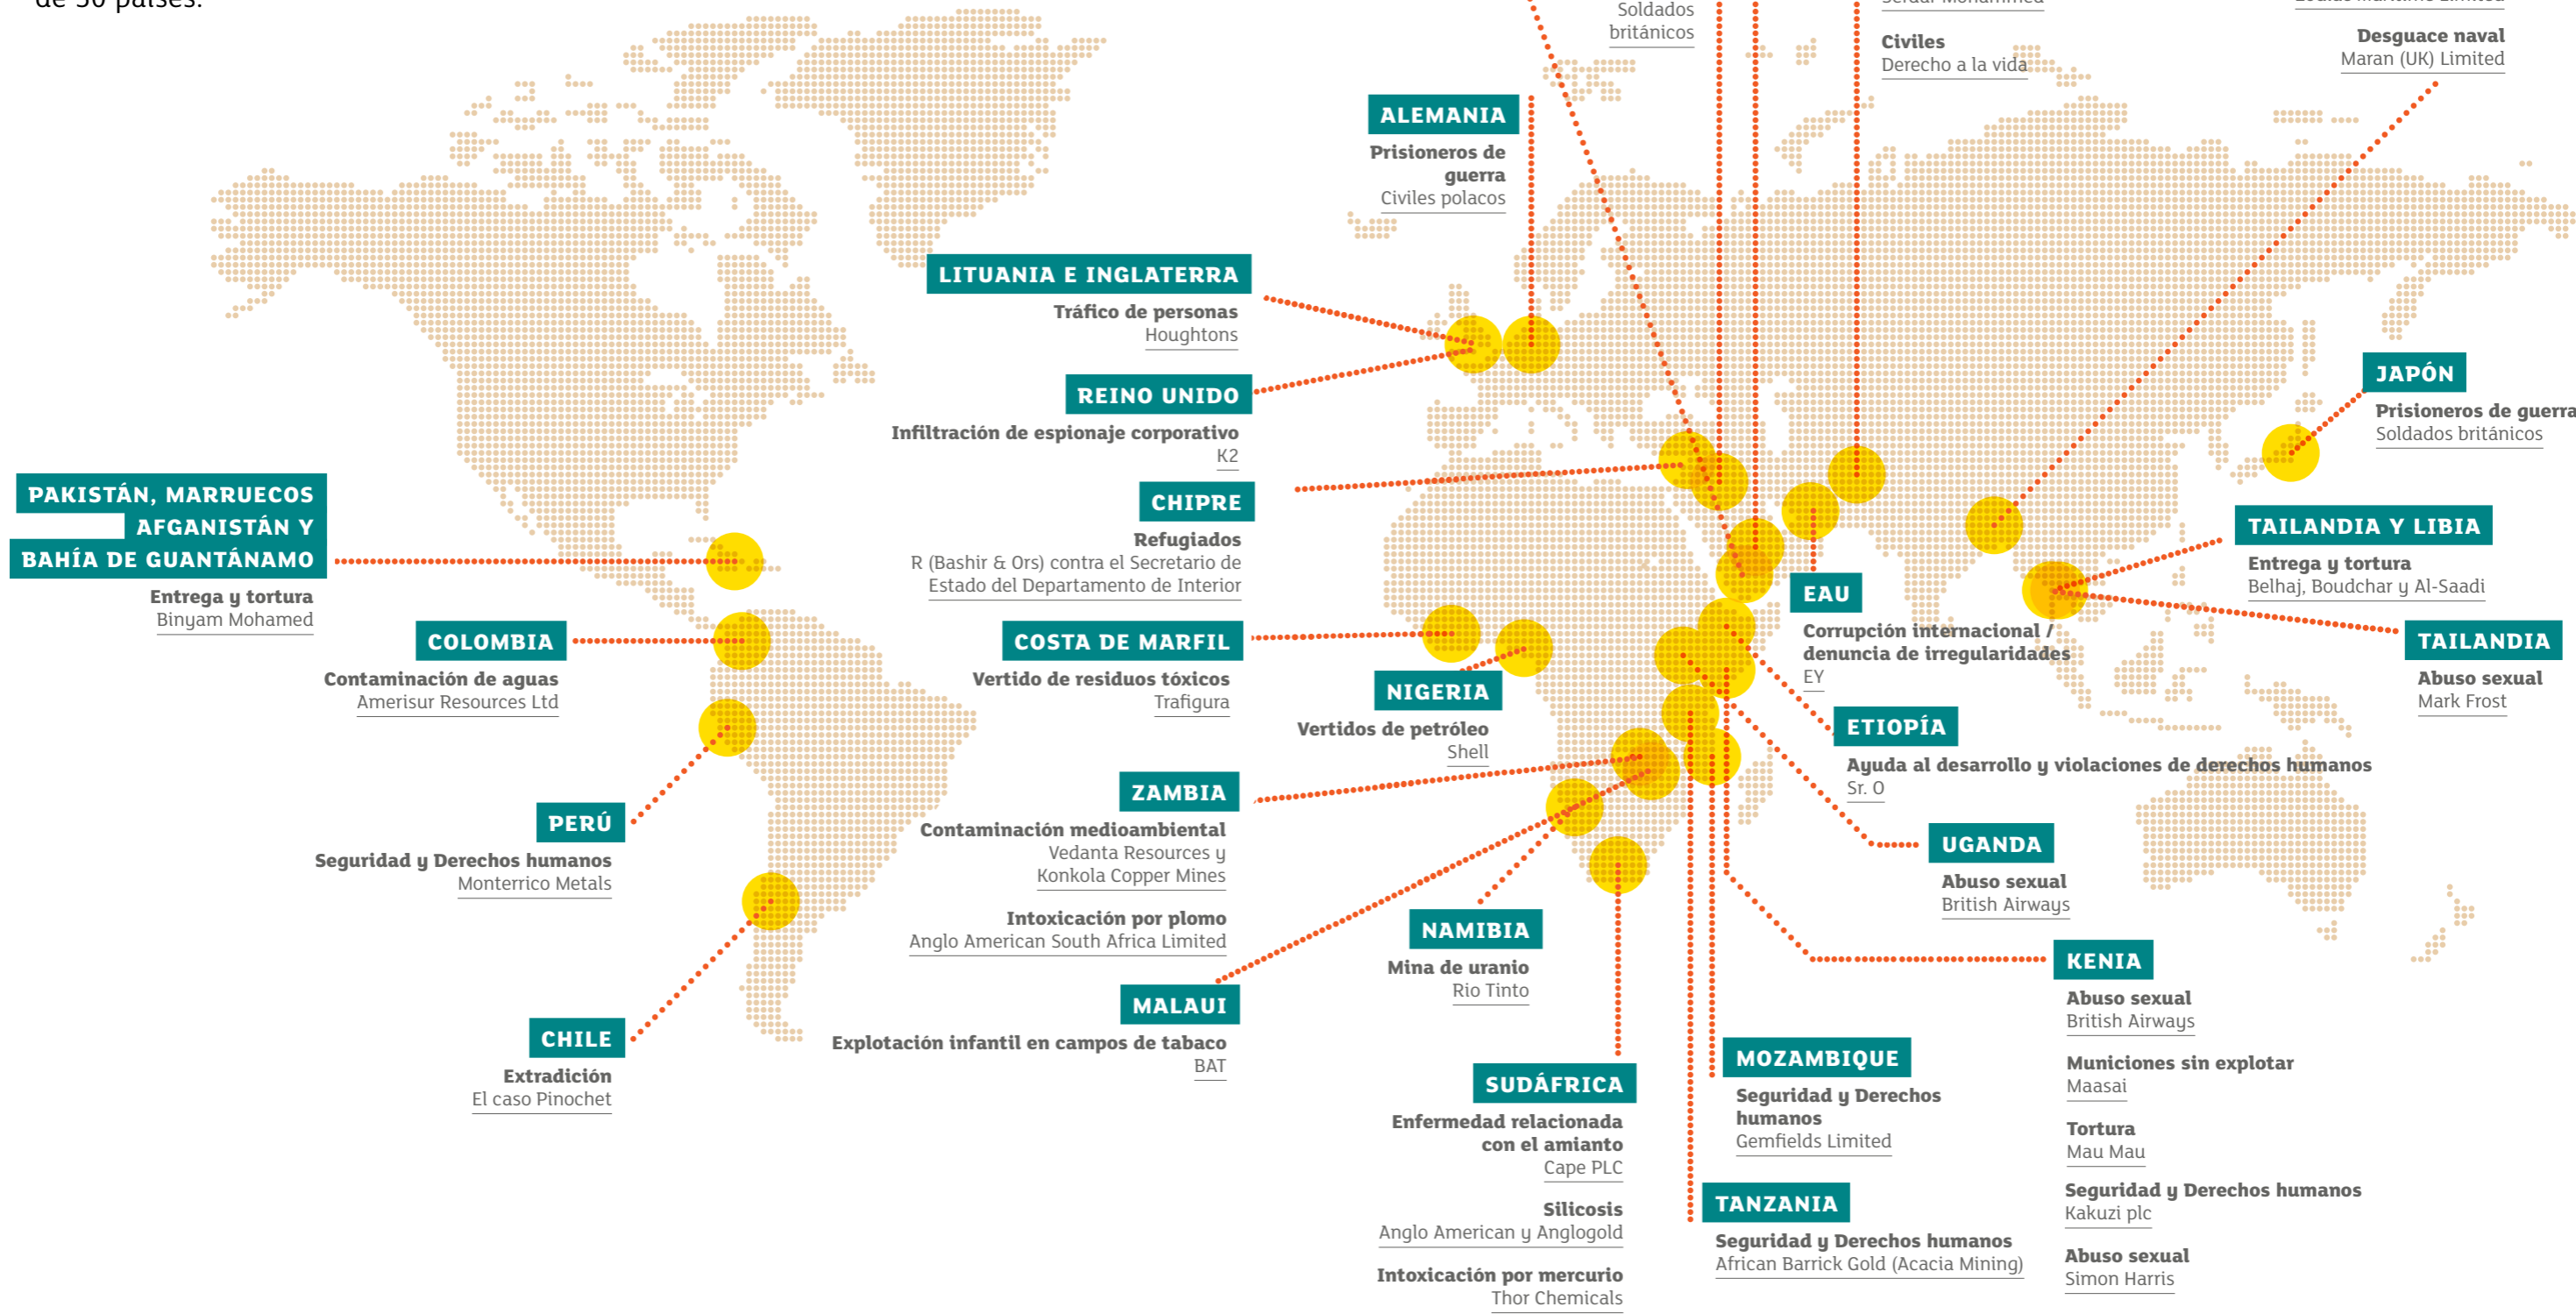 de 30 países.
Soldados
británicos
Civiles
Derecho a la vida
Desguace naval
Maran (UK) Limited
ALEMANIA
Prisioneros de
guerra
Civiles polacos
LITUANIA E INGLATERRA
Tráfico de personas
Houghtons
REINO UNIDO
Infiltración de espionaje corporativo
K2
CHIPRE
Refugiados
R (Bashir & Ors) contra el Secretario de
Estado del Departamento de Interior
JAPÓN
Prisioneros de guerra
Soldados británicos
PAKISTÁN, MARRUECOS
AFGANISTÁN Y
BAHÍA DE GUANTÁNAMO
Entrega y tortura
Binyam Mohamed
TAILANDIA Y LIBIA
Entrega y tortura
Belhaj, Boudchar y Al-Saadi
TAILANDIA
Abuso sexual
Mark Frost
EAU
Corrupción internacional /
denuncia de irregularidades
EY
COLOMBIA
Contaminación de aguas
Amerisur Resources Ltd
COSTA DE MARFIL
Vertido de residuos tóxicos
Trafigura
NIGERIA
Vertidos de petróleo
Shell
ETIOPÍA
Ayuda al desarrollo y violaciones de derechos humanos
Sr. O
PERÚ
Seguridad y Derechos humanos
Monterrico Metals
ZAMBIA
Contaminación medioambiental
Vedanta Resources y
Konkola Copper Mines
Intoxicación por plomo
Anglo American South Africa Limited
UGANDA
Abuso sexual
British Airways
NAMIBIA
Mina de uranio
Rio Tinto
MALAUI
Explotación infantil en campos de tabaco
BAT
CHILE
Extradición
El caso Pinochet
KENIA
Abuso sexual
British Airways
Municiones sin explotar
Maasai
Tortura
Mau Mau
Seguridad y Derechos humanos
Kakuzi plc
Abuso sexual
Simon Harris
SUDÁFRICA
Enfermedad relacionada
con el amianto
Cape PLC
Silicosis
Anglo American y Anglogold
Intoxicación por mercurio
Thor Chemicals
MOZAMBIQUE
Seguridad y Derechos
humanos
Gemfields Limited
TANZANIA
Seguridad y Derechos humanos
African Barrick Gold (Acacia Mining)